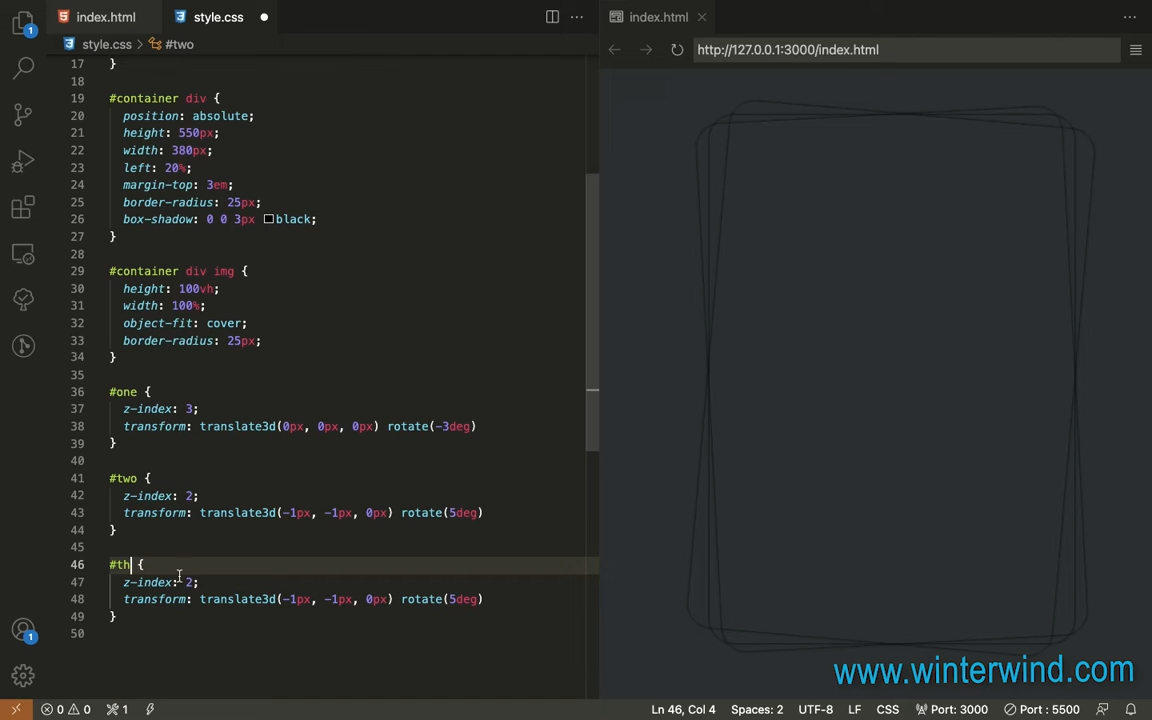 index.html
style.css
index.html
style.css > #two
http://127.0.0.1:3000/index.html
17 }
18
19 #container div {
20 position: absolute;
21 height: 550px;
22 width: 380px;
23 left: 20%;
24 margin-top: 3em;
25 border-radius: 25px;
26 box-shadow: 0 0 3px black;
27 }
28
29 #container div img {
30 height: 100vh;
31 width: 100%;
32 object-fit: cover;
33 border-radius: 25px;
34 }
35
36 #one {
37 z-index: 3;
38 transform: translate3d(0px, 0px, 0px) rotate(-3deg)
39 }
40
41 #two {
42 z-index: 2;
43 transform: translate3d(-1px, -1px, 0px) rotate(5deg)
44 }
45
46 #th {
47 z-index: 2;
48 transform: translate3d(-1px, -1px, 0px) rotate(5deg)
49 }
50
1
1
www.winterwind.com
0 0 1 Ln 46, Col 4 Spaces: 2 UTF-8 LF CSS Port: 3000 Port : 5500